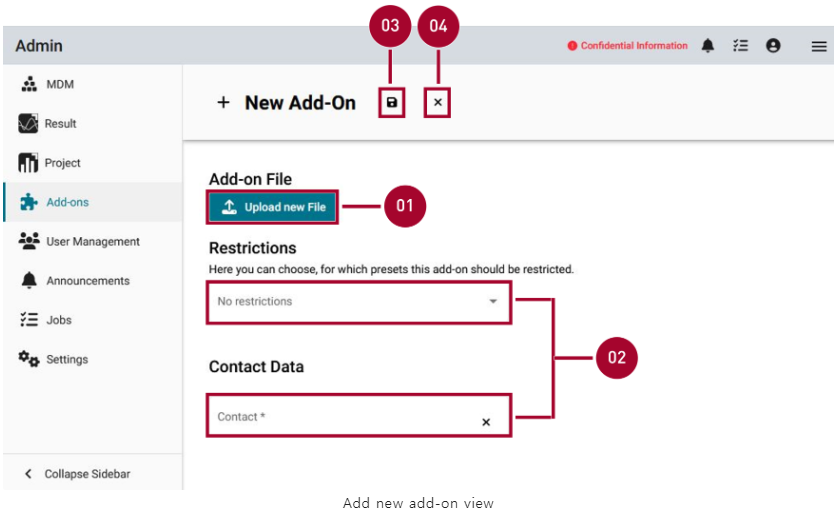 03
04
Admin
Confidential Information
MDM
Result
Project
Add-ons
User Management
Announcements
Jobs
Settings
Collapse Sidebar
+ New Add-On
Add-on File
Upload new File
01
Restrictions
Here you can choose, for which presets this add-on should be restricted.
No restrictions
02
Contact Data
Contact *
Add new add-on view